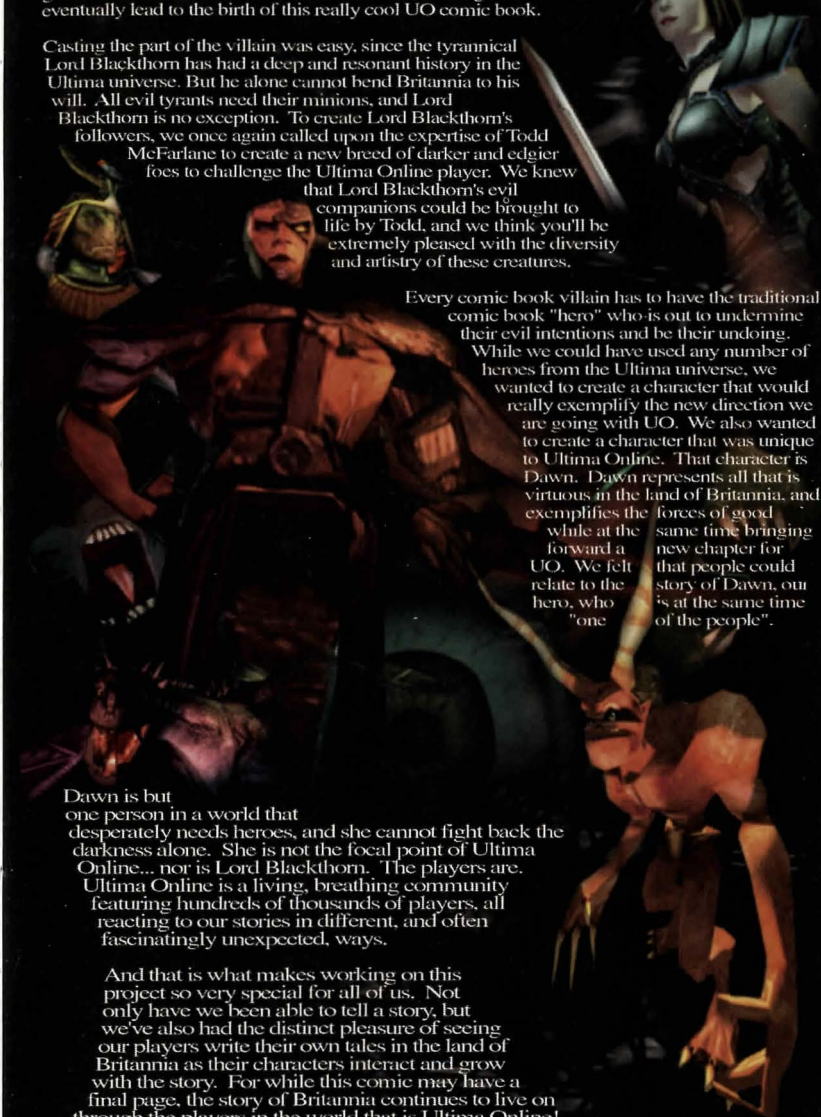 eventually lead to the birth of this really cool UO comic book.
Casting the part of the villain was easy, since the tyrannical
Lord Blackthorn has had a deep and resonant history in the
Ultima universe. But he alone cannot bend Britannia to his
will. All evil tyrants need their minions, and Lord
Blackthorn is no exception. To create Lord Blackthorn's
followers, we once again called upon the expertise of Todd
McFarlane to create a new breed of darker and edgier
foes to challenge the Ultima Online player. We knew
that Lord Blackthorn's evil
companions could be brought to
life by Todd, and we think you'll be
extremely pleased with the diversity
and artistry of these creatures.
Every comic book villain has to have the traditional
comic book "hero" who is out to undermine
their evil intentions and be their undoing.
While we could have used any number of
heroes from the Ultima universe, we
wanted to create a character that would
really exemplify the new direction we
are going with UO. We also wanted
to create a character that was unique
to Ultima Online. That character is
Dawn. Dawn represents all that is
virtuous in the land of Britannia, and
exemplifies the forces of good
while at the same time bringing
forward a new chapter for
UO. We felt that people could
relate to the story of Dawn, our
hero, who is at the same time
"one of the people".
Dawn is but
one person in a world that
desperately needs heroes, and she cannot fight back the
darkness alone. She is not the focal point of Ultima
Online... nor is Lord Blackthorn. The players are.
Ultima Online is a living, breathing community
featuring hundreds of thousands of players, all
reacting to our stories in different, and often
fascinatingly unexpected, ways.
And that is what makes working on this
project so very special for all of us. Not
only have we been able to tell a story, but
we've also had the distinct pleasure of seeing
our players write their own tales in the land of
Britannia as their characters interact and grow
with the story. For while this comic may have a
final page, the story of Britannia continues to live on
through the players in the world that is Ultima Online!